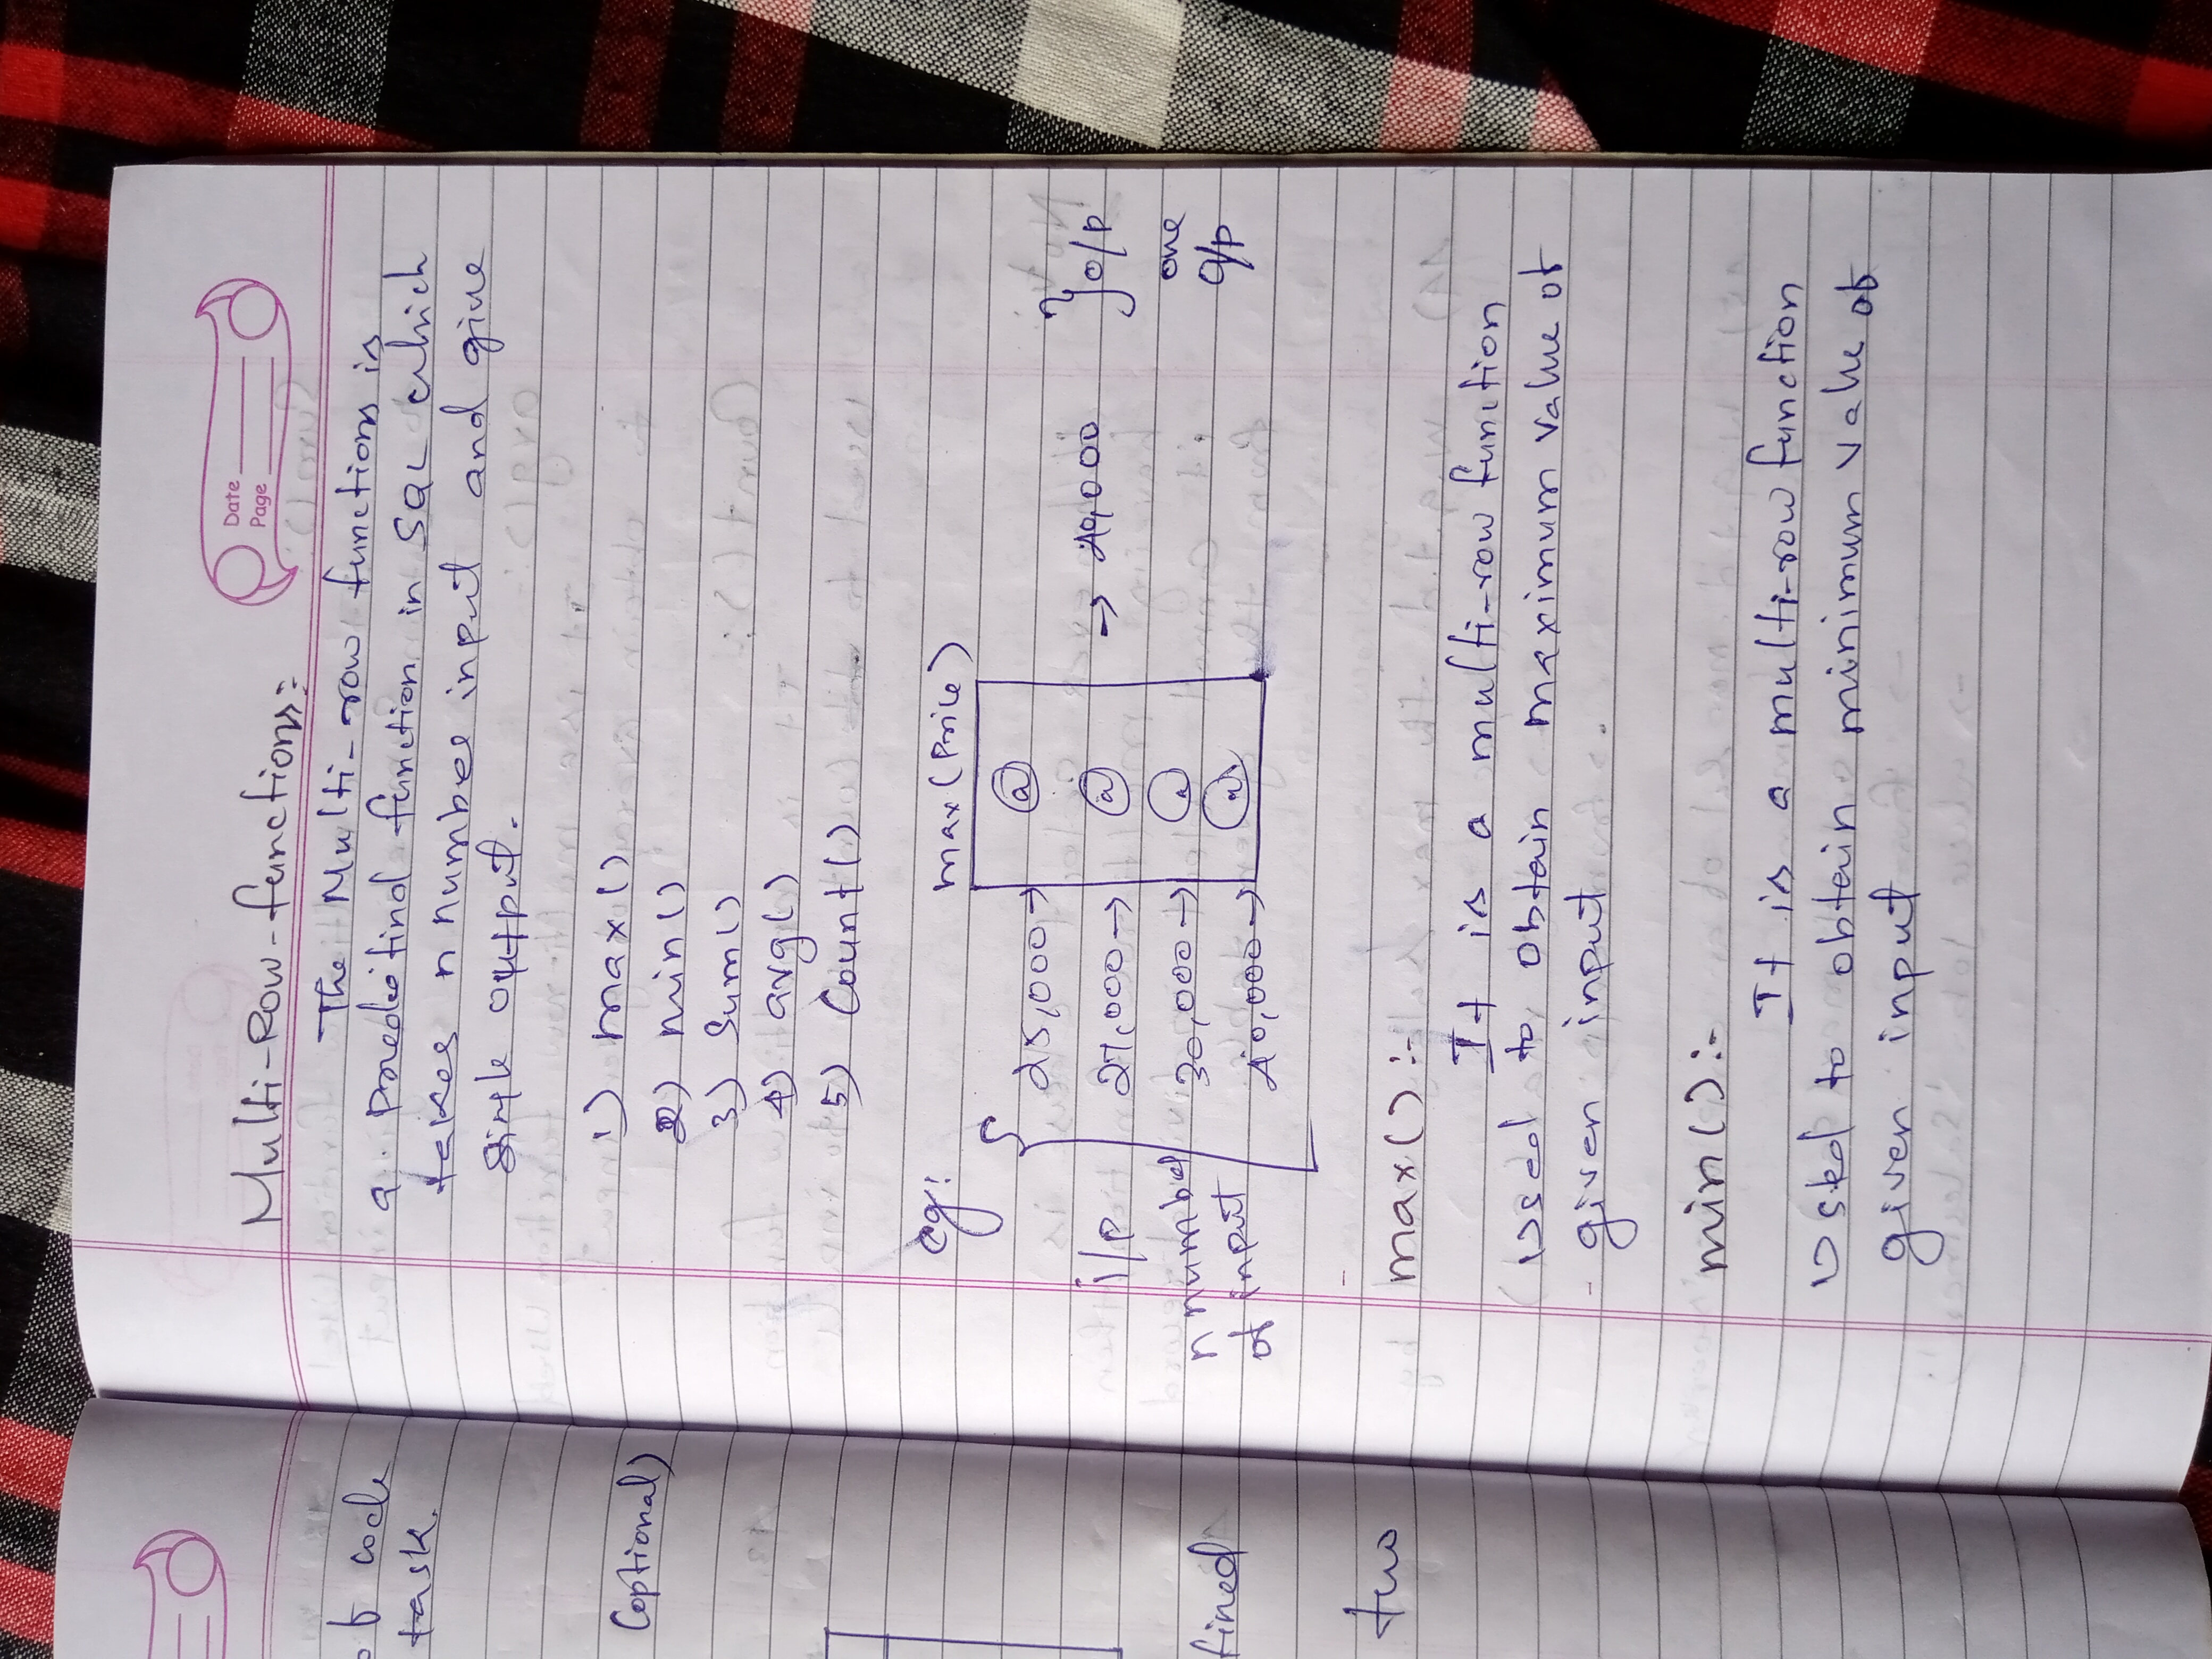 of code
task.
(optional)
fined
two
Date
Page
Multi-Row-functions:
The Multi-row functions is
a predefind function in SQL which
takes n number input and give
single output.
1) max()
2) min()
3) Sum()
4) avg()
5) Count()
eg:
max(Price)
25,000→ a
27,000→ a → 40,000 } o/p
i/p
30,000→ a one
n number
of input
40,000→ a o/p
max():-
It is a multi-row function
Used to obtain maximum value of
given input.
min():-
It is a multi-row function
Used to obtain minimum value of
given input